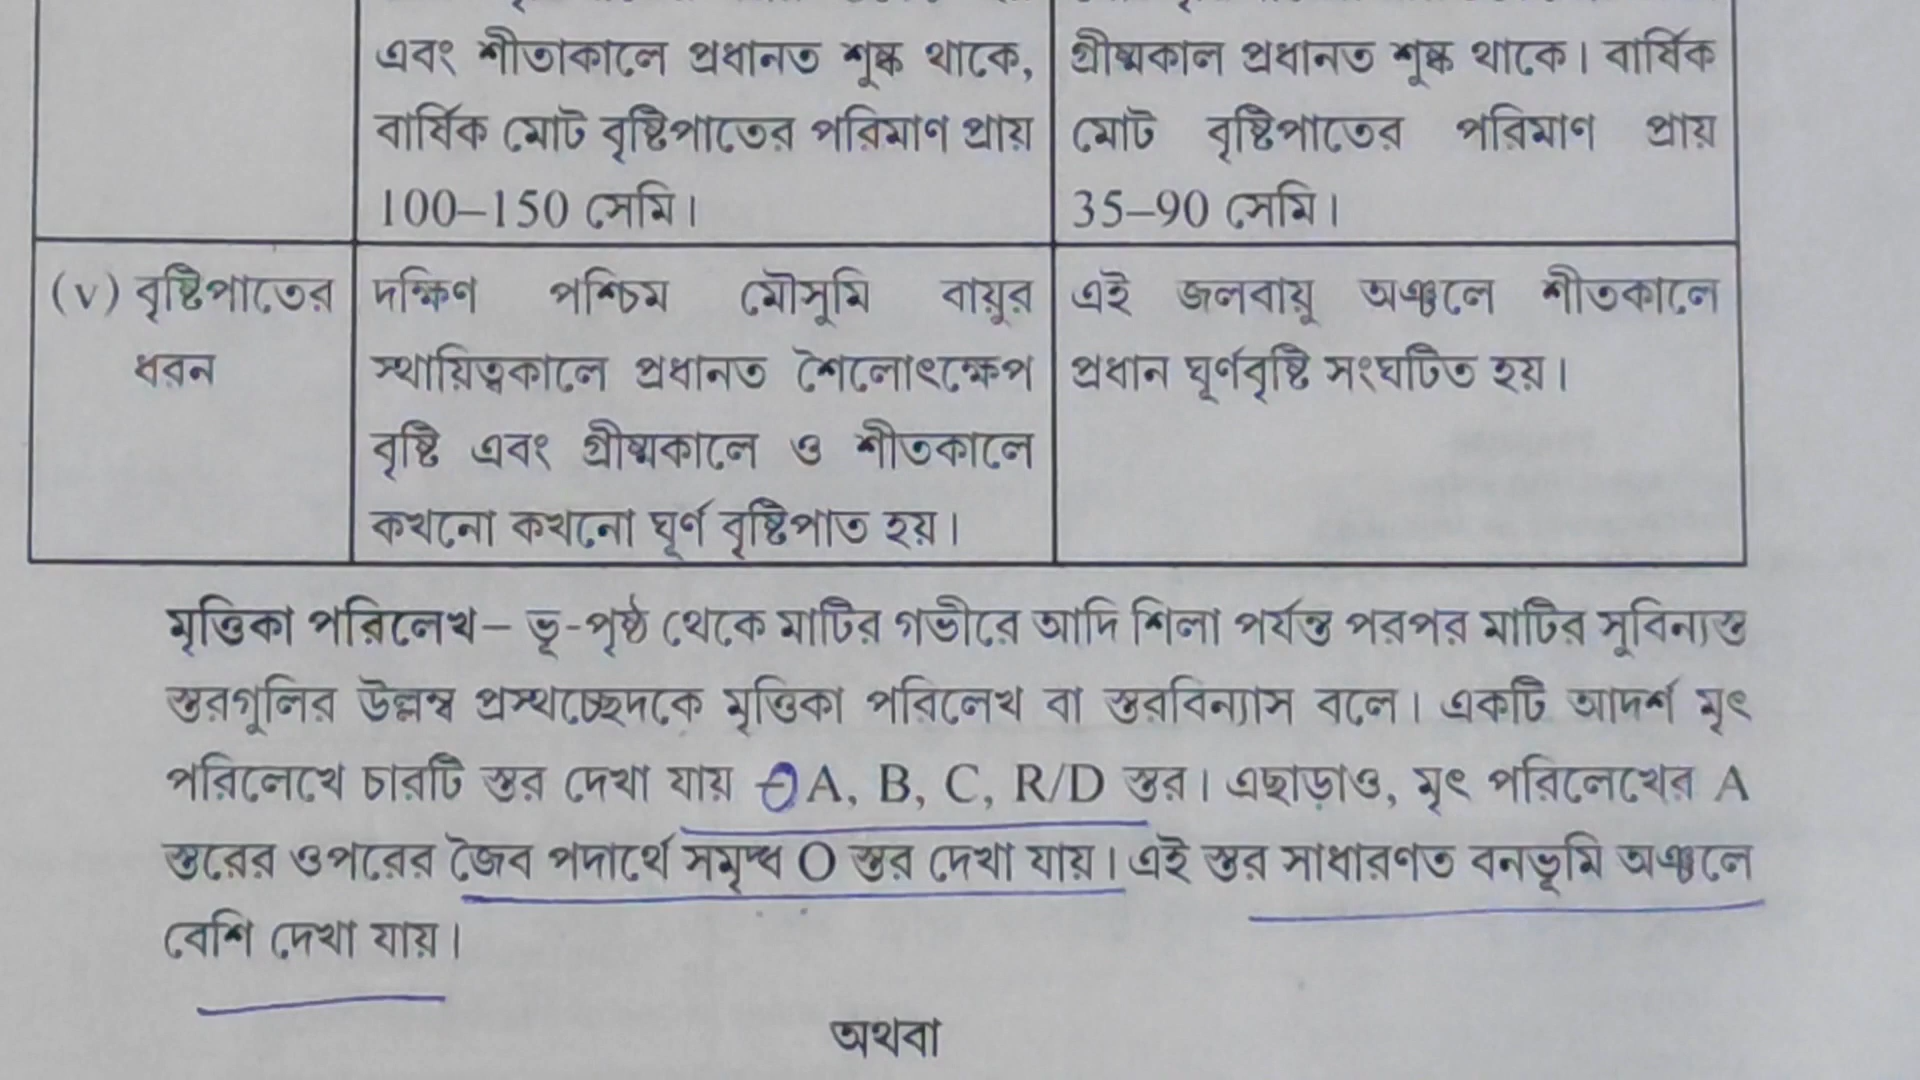 এবং শীতাকালে প্রধানত শুষ্ক থাকে,
বার্ষিক মোট বৃষ্টিপাতের পরিমাণ প্রায়
100–150 সেমি।
গ্রীষ্মকাল প্রধানত শুষ্ক থাকে। বার্ষিক
মোট বৃষ্টিপাতের পরিমাণ প্রায়
35–90 সেমি।
(v) বৃষ্টিপাতের
ধরন
দক্ষিণ পশ্চিম মৌসুমি বায়ুর
স্থায়িত্বকালে প্রধানত শৈলোৎক্ষেপ
বৃষ্টি এবং গ্রীষ্মকালে ও শীতকালে
কখনো কখনো ঘূর্ণ বৃষ্টিপাত হয়।
এই জলবায়ু অঞ্চলে শীতকালে
প্রধান ঘূর্ণবৃষ্টি সংঘটিত হয়।
মৃত্তিকা পরিলেখ– ভূ-পৃষ্ঠ থেকে মাটির গভীরে আদি শিলা পর্যন্ত পরপর মাটির সুবিন্যস্ত
স্তরগুলির উল্লম্ব প্রস্থচ্ছেদকে মৃত্তিকা পরিলেখ বা স্তরবিন্যাস বলে। একটি আদর্শ মৃৎ
পরিলেখে চারটি স্তর দেখা যায় – A, B, C, R/D স্তর। এছাড়াও, মৃৎ পরিলেখের A
স্তরের ওপরের জৈব পদার্থে সমৃদ্ধ O স্তর দেখা যায়। এই স্তর সাধারণত বনভূমি অঞ্চলে
বেশি দেখা যায়।
অথবা